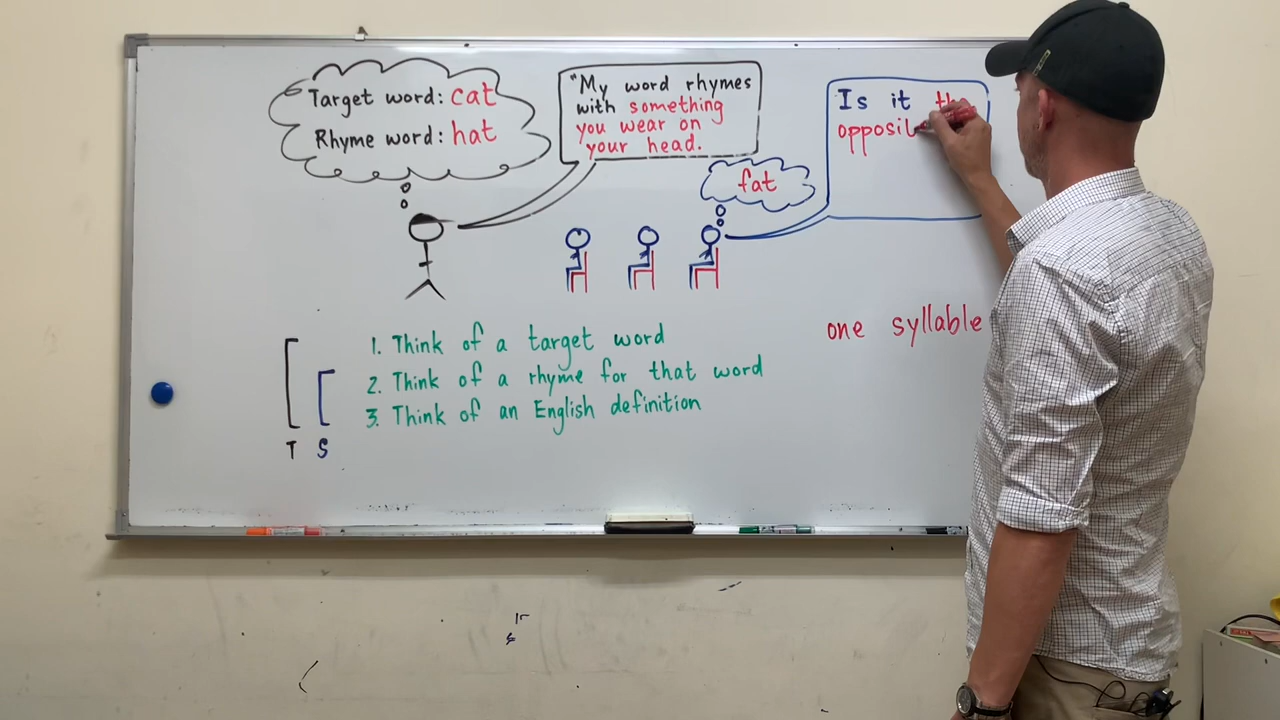 Target word: cat
Rhyme word: hat
"My word rhymes
with something
you wear on
your head.
fat
Is it the
opposit
one syllable
1. Think of a target word
2. Think of a rhyme for that word
3. Think of an English definition
T S